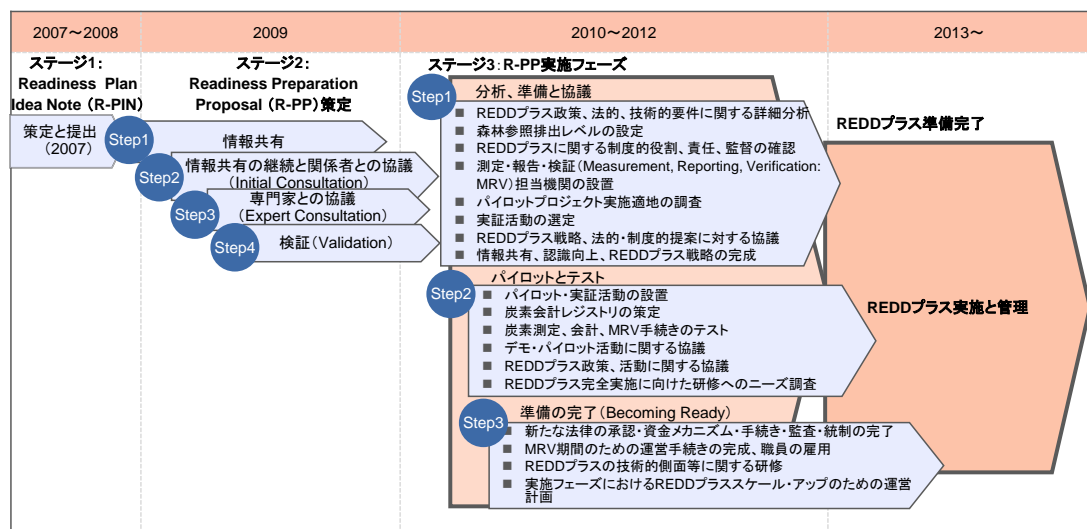 2007～2008
2009
2010～2012
2013～
ステージ1：
Readiness Plan
Idea Note （R-PIN）
ステージ2：
Readiness Preparation
Proposal （R-PP）策定
ステージ3：R-PP実施フェーズ
策定と提出
（2007）
Step1
情報共有
Step2
情報共有の継続と関係者との協議
（Initial Consultation）
Step3
専門家との協議
（Expert Consultation）
Step4
検証（Validation）
Step1
分析、準備と協議
■ REDDプラス政策、法的、技術的要件に関する詳細分析
■ 森林参照排出レベルの設定
■ REDDプラスに関する制度的役割、責任、監督の確認
■ 測定・報告・検証（Measurement, Reporting, Verification:
MRV）担当機関の設置
■ パイロットプロジェクト実施適地の調査
■ 実証活動の選定
■ REDDプラス戦略、法的・制度的提案に対する協議
■ 情報共有、認識向上、REDDプラス戦略の完成
Step2
パイロットとテスト
■ パイロット・実証活動の設置
■ 炭素会計レジストリの策定
■ 炭素測定、会計、MRV手続きのテスト
■ デモ・パイロット活動に関する協議
■ REDDプラス政策、活動に関する協議
■ REDDプラス完全実施に向けた研修へのニーズ調査
Step3
準備の完了（Becoming Ready）
■ 新たな法律の承認・資金メカニズム・手続き・監査・統制の完了
■ MRV期間のための運営手続きの完成、職員の雇用
■ REDDプラスの技術的側面等に関する研修
■ 実施フェーズにおけるREDDプラススケール・アップのための運営
計画
REDDプラス準備完了
REDDプラス実施と管理